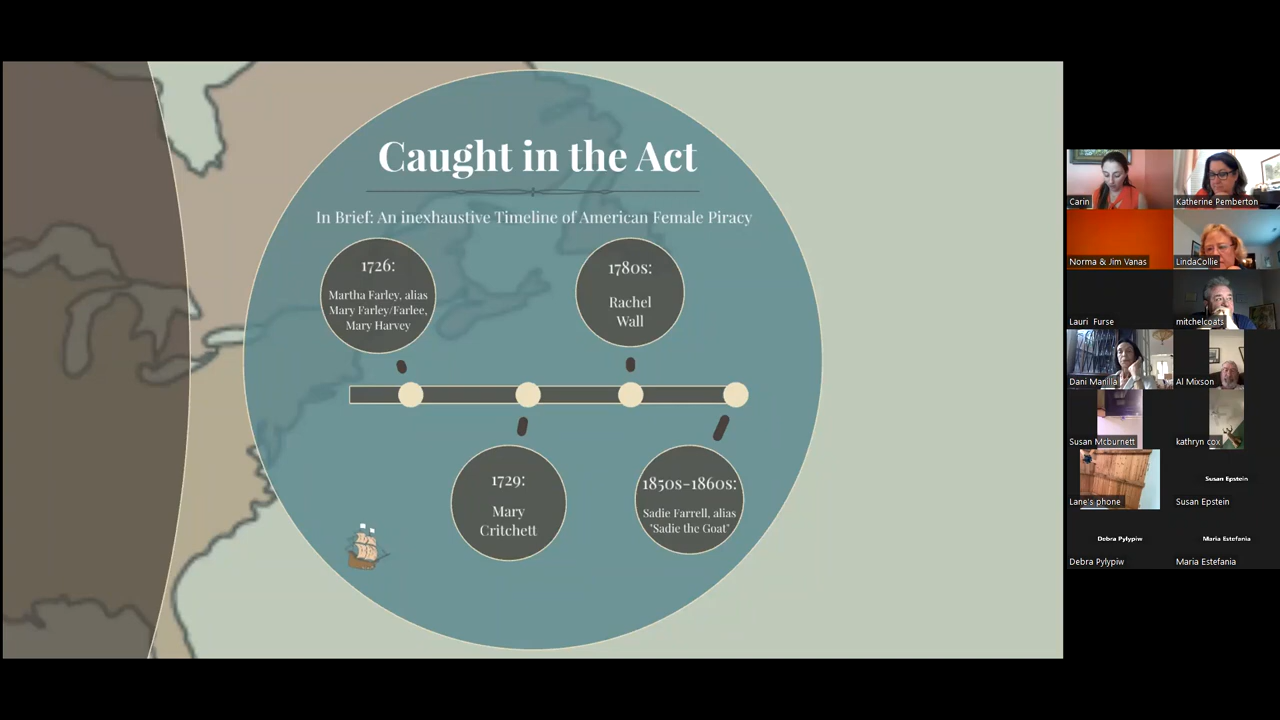 Caught in the Act
In Brief: An inexhaustive Timeline of American Female Piracy
1726:
Martha Farley, alias
Mary Farley/Farlee,
Mary Harvey
1780s:
Rachel
Wall
1729:
Mary
Critchett
1850s-1860s:
Sadie Farrell, alias
"Sadie the Goat"
Carin
Katherine Pemberton
Norma & Jim Vanas
LindaCollie
Lauri Furse
mitchelcoats
Dani Manilla
Al Mixson
Susan Mcburnett
kathryn cox
Lane's phone
Susan Epstein
Susan Epstein
Debra Pylypiw
Maria Estefania
Debra Pylypiw
Maria Estefania